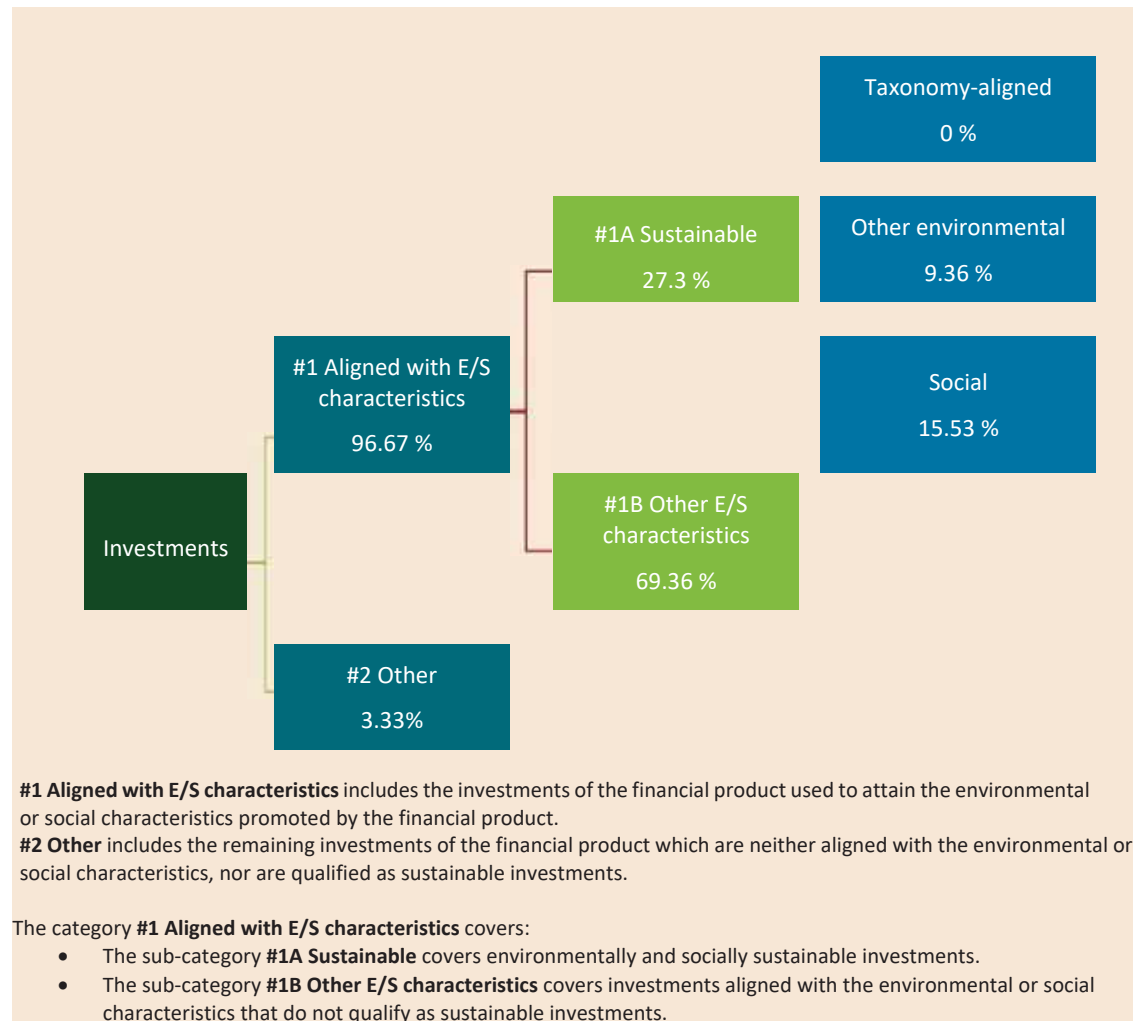 Taxonomy-aligned
0 %
#1A Sustainable
27.3 %
Other environmental
9.36 %
#1 Aligned with E/S
characteristics
96.67 %
Social
15.53 %
Investments
#1B Other E/S
characteristics
69.36 %
#2 Other
3.33%
#1 Aligned with E/S characteristics includes the investments of the financial product used to attain the environmental
or social characteristics promoted by the financial product.
#2 Other includes the remaining investments of the financial product which are neither aligned with the environmental or
social characteristics, nor are qualified as sustainable investments.
The category #1 Aligned with E/S characteristics covers:
• The sub-category #1A Sustainable covers environmentally and socially sustainable investments.
• The sub-category #1B Other E/S characteristics covers investments aligned with the environmental or social
characteristics that do not qualify as sustainable investments.